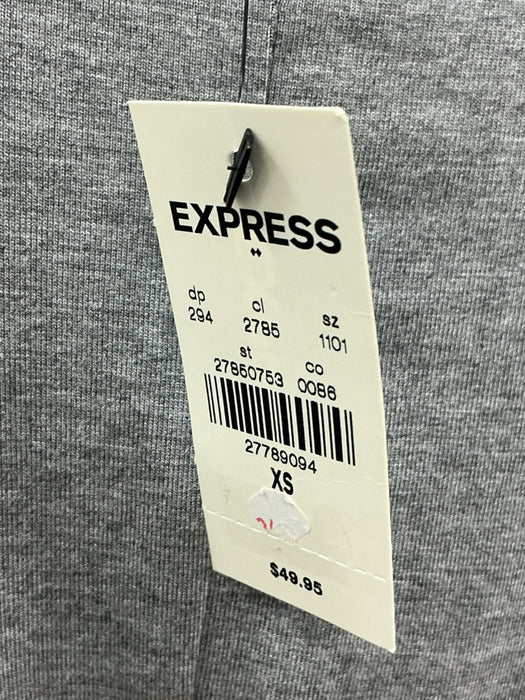 EXPRESS
dp cl sz
294 2785 1101
st co
27850753 0086
27789094
XS
$49.95